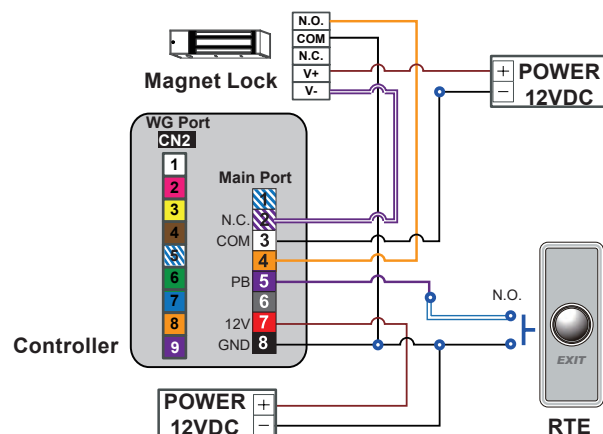 N.O.
COM
N.C.
V+
V-
Magnet Lock
+ POWER
− 12VDC
WG Port
CN2
1
2
3
4
5
6
7
8
9
Main Port
1
N.C. 2
COM 3
4
PB 5
6
12V 7
GND 8
Controller
N.O.
EXIT
RTE
POWER +
12VDC −